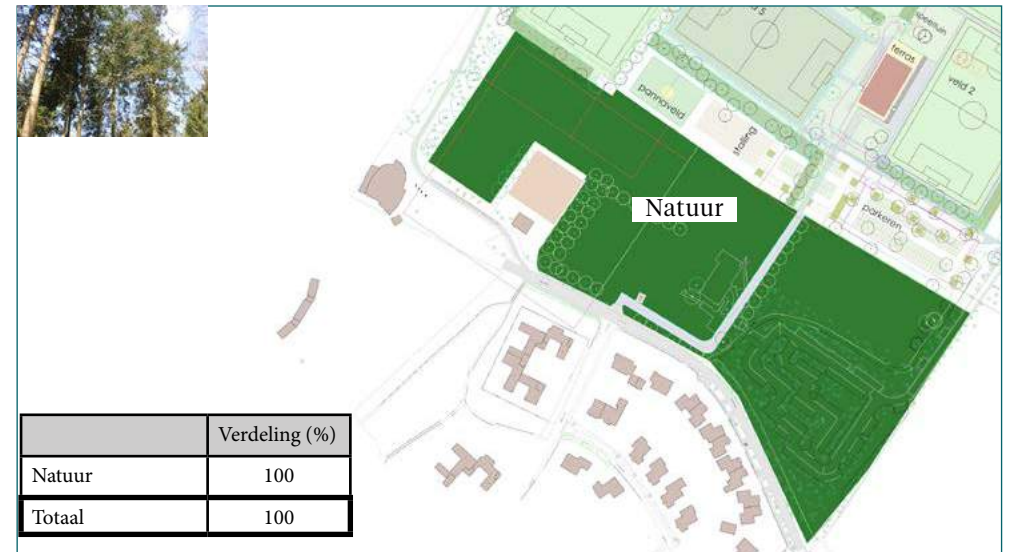 terras
veld 2
pannaveld
stalling
parkeren
Natuur
Verdeling (%)
Natuur 100
Totaal 100